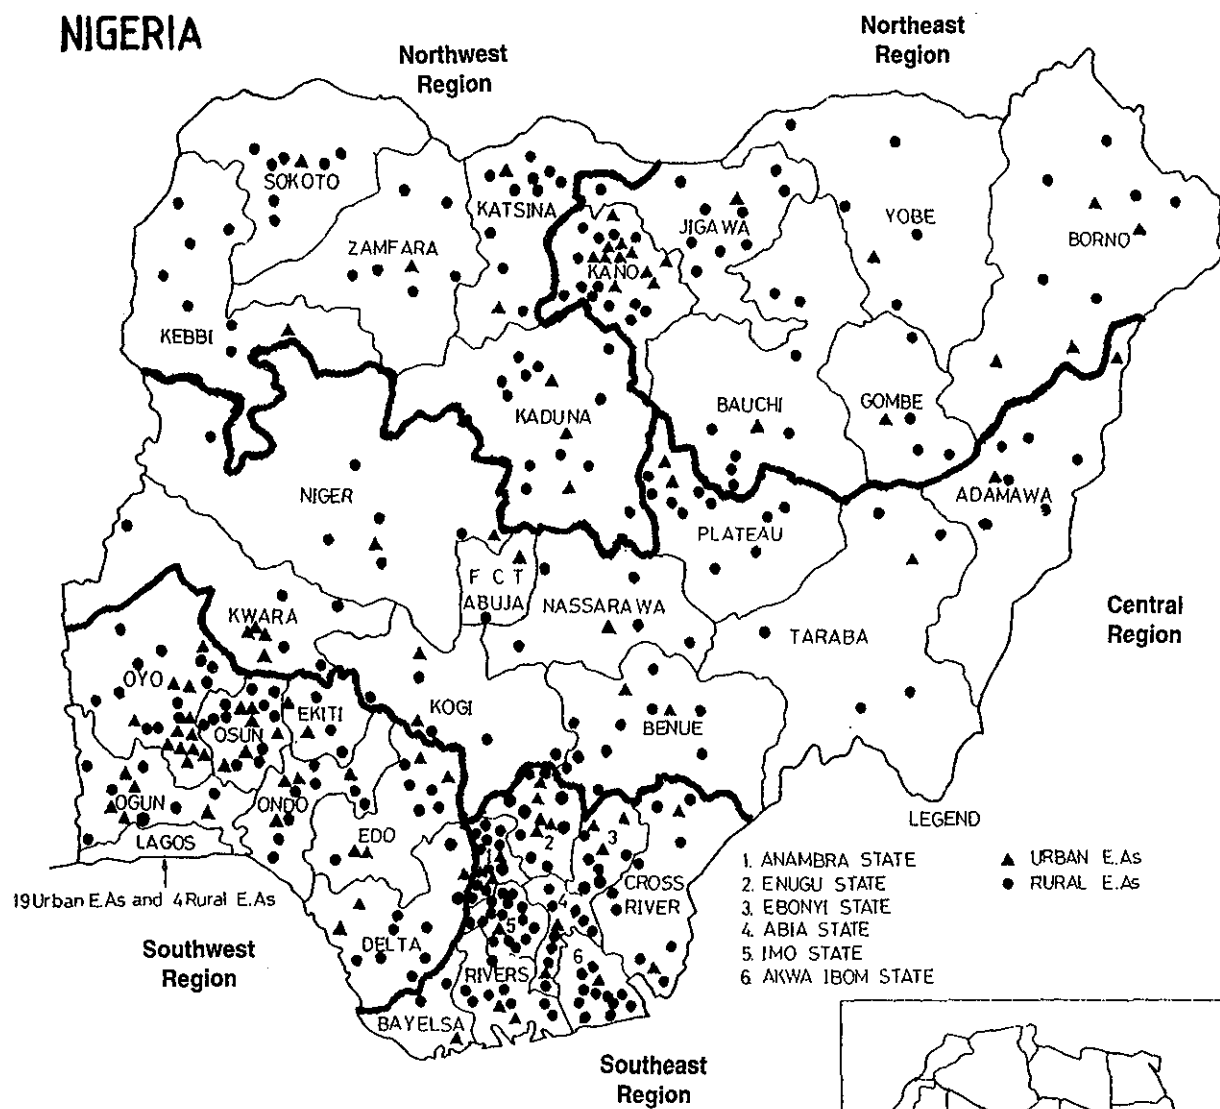 NIGERIA
Northwest
Region
Northeast
Region
SOKOTO
KATSINA
ZAMFARA
JIGAWA
YOBE
BORNO
KANO
KEBBI
KADUNA
BAUCHI
GOMBE
NIGER
PLATEAU
ADAMAWA
F C T
ABUJA
NASSARAWA
TARABA
Central
Region
KWARA
OYO
KOGI
BENUE
OSUN
EKITI
OGUN
ONDO
EDO
LAGOS
19 Urban E.As and 4 Rural E.As
Southwest
Region
DELTA
1
2
3
4
5
6
CROSS
RIVER
RIVERS
BAYELSA
Southeast
Region
LEGEND
1. ANAMBRA STATE
2. ENUGU STATE
3. EBONYI STATE
4. ABIA STATE
5. IMO STATE
6. AKWA IBOM STATE
URBAN E.As
RURAL E.As